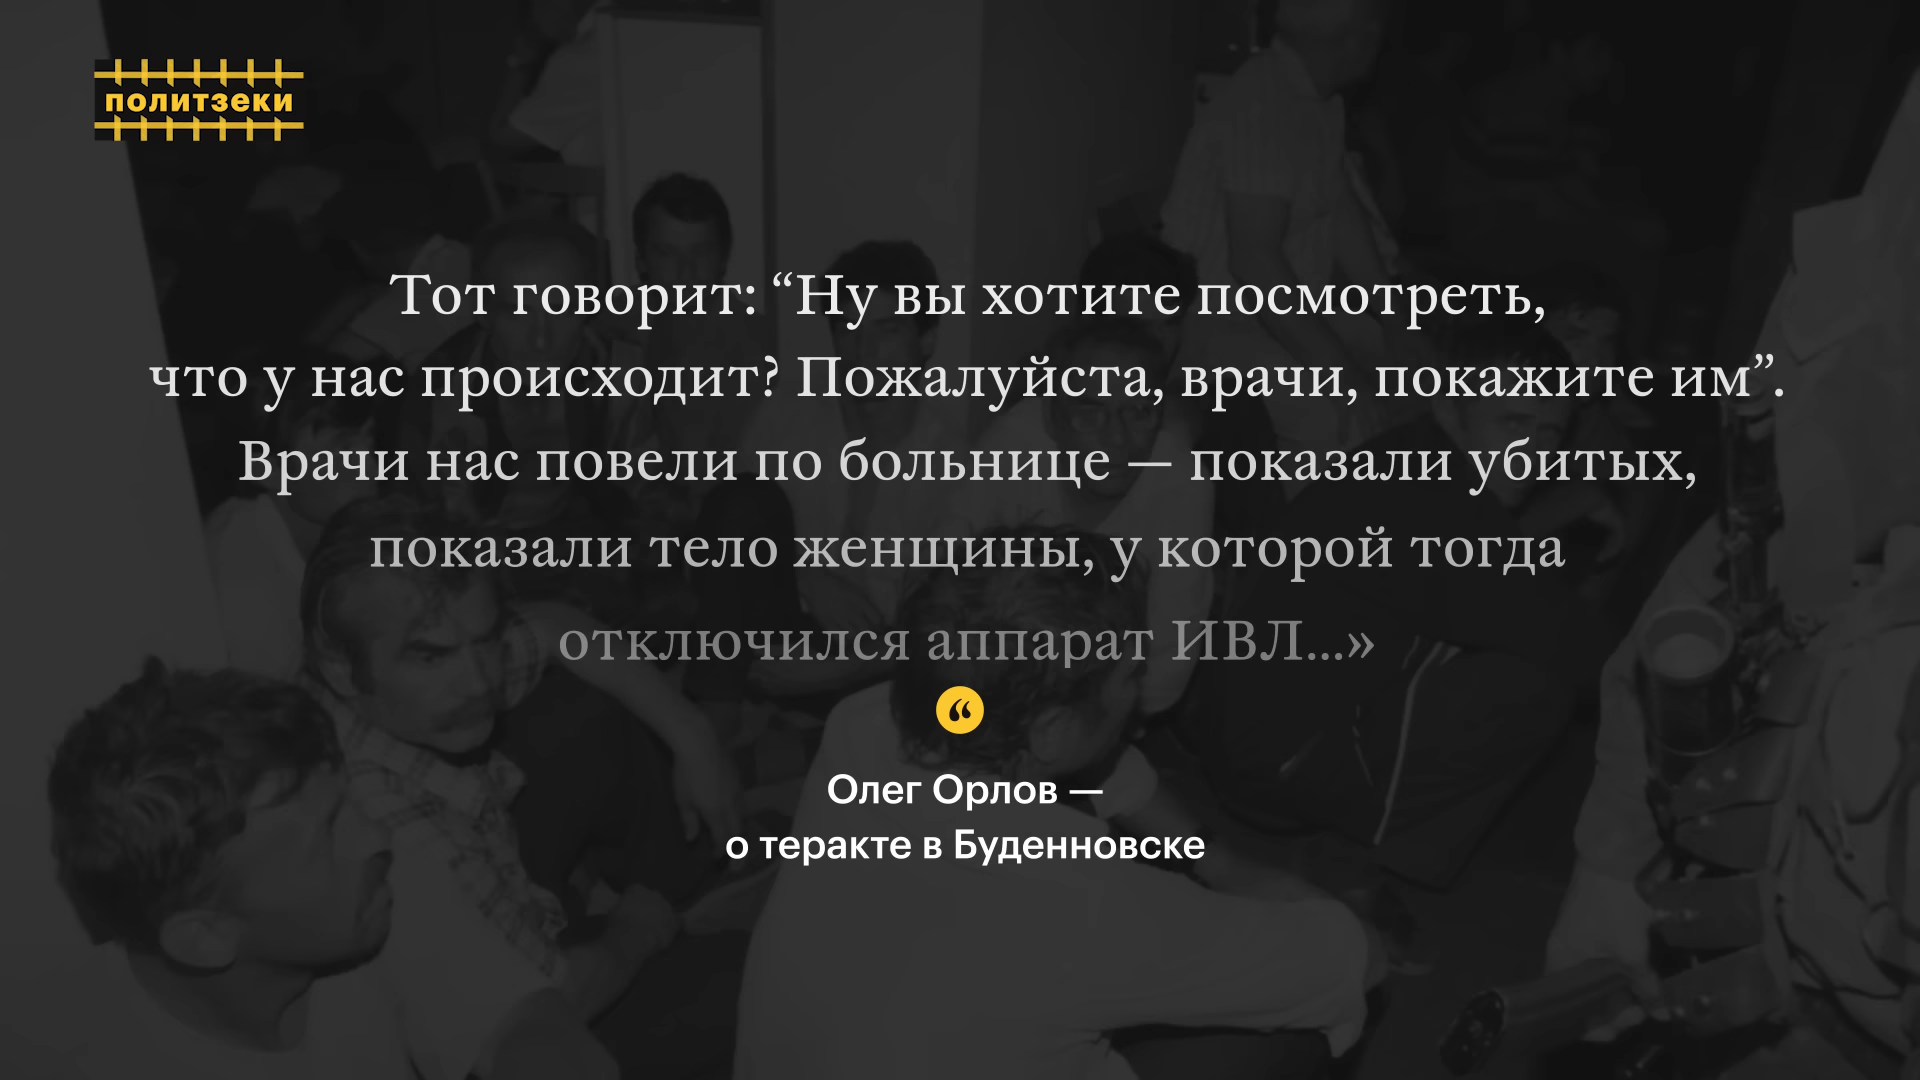 политзеки
Тот говорит: “Ну вы хотите посмотреть,
что у нас происходит? Пожалуйста, врачи, покажите им”.
Врачи нас повели по больнице — показали убитых,
показали тело женщины, у которой тогда
отключился аппарат ИВЛ...»
“
Олег Орлов —
о теракте в Буденновске